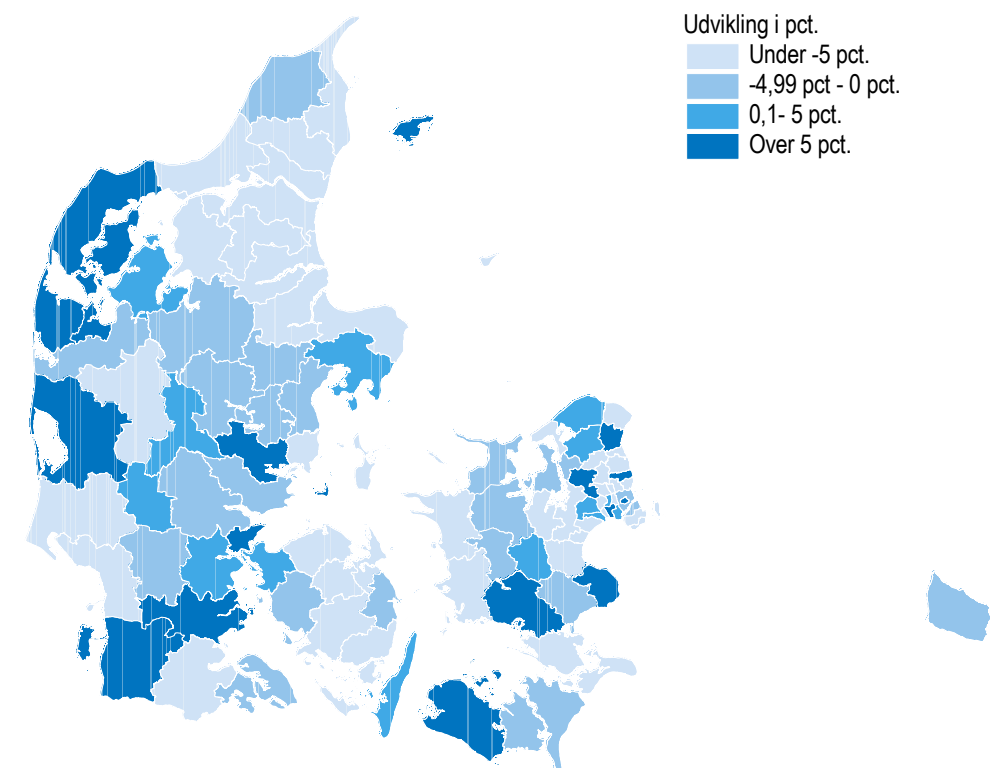 Udvikling i pct.
Under -5 pct.
-4,99 pct - 0 pct.
0,1- 5 pct.
Over 5 pct.